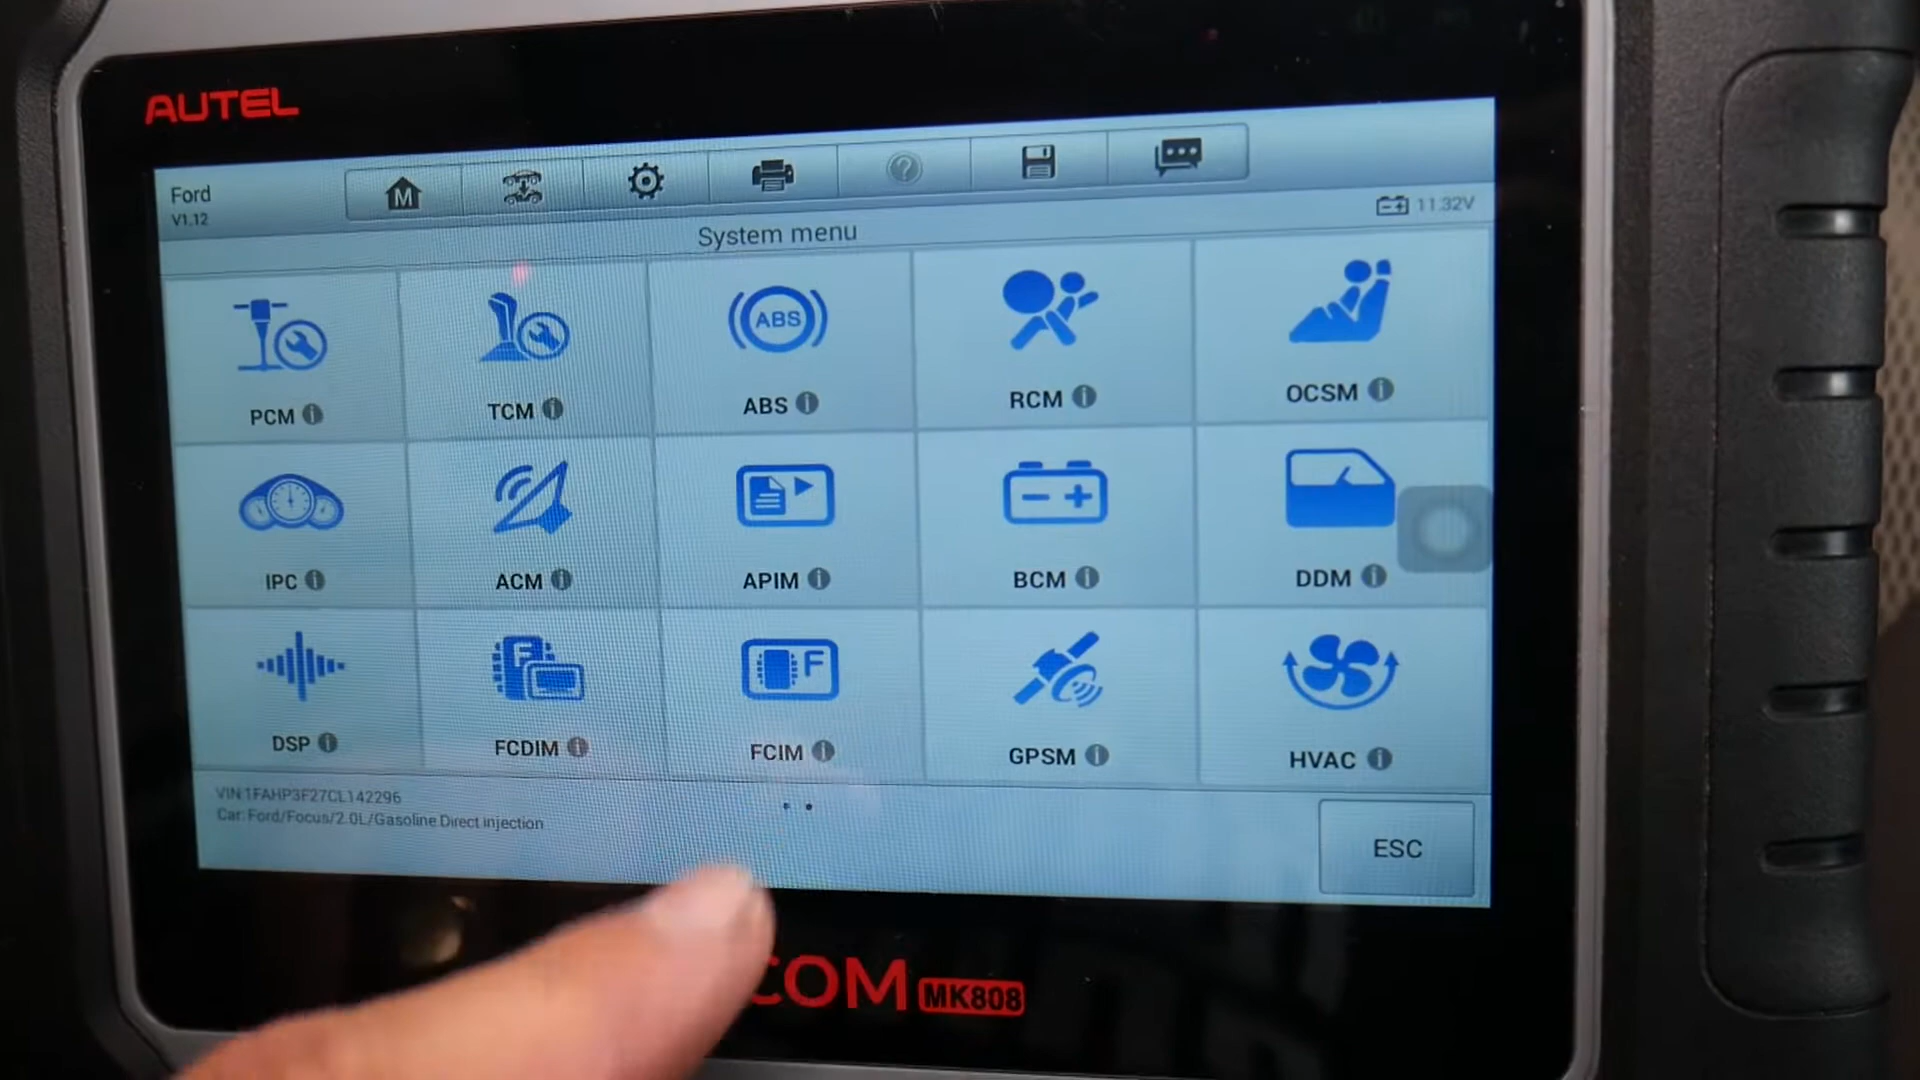 AUTEL
Ford
V1.12
M
11.32V
System menu
PCM
TCM
ABS
ABS
RCM
OCSM
IPC
ACM
APIM
BCM
DDM
DSP
F
FCDIM
F
FCIM
GPSM
HVAC
VIN:1FAHP3F27CL142296
Car: Ford/Focus/2.0L/Gasoline Direct injection
ESC
COM MK808